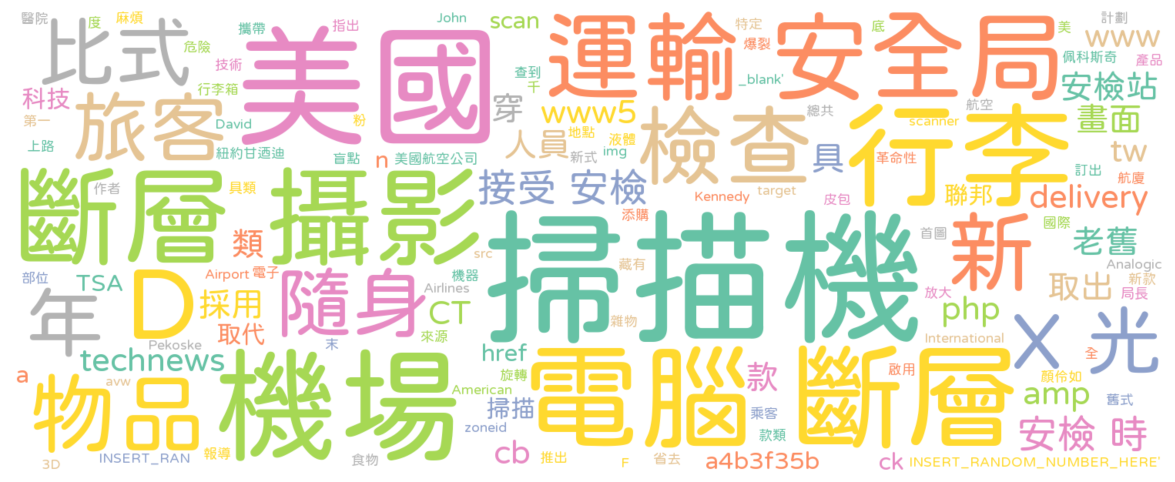 醫院 度 麻煩 攜帶 指出 John scan 特定 底 美 計劃
比式 危險 美國 運輸安全局 www
技術 爆裂 佩科斯奇 產品
行李箱 查到 千 _blank' 安檢站
科技 旅客 穿 www5 總共 航空 畫面
第一 David 粉 地點 液體 檢查 scanner 行李
上路 紐約甘迺迪 盲點 n 美國航空公司 人員 新式 img 具 革命性 tw
斷層 作者 具類 攝影 接受 安檢 Kennedy target 皮包 聯邦 訂出 航廈 delivery
類 添購 掃描機 首圖 新 國際 老舊
部位 TSA Airport 電子 機器 src 藏有 Analogic
年 D 採用 隨身 Airlines CT 取出 新款 局長
取代 來源 雜物 放大 php X 光
Pekoske 末 International
technews href 全
a avw 機場 旋轉 電腦 款 斷層 啟用 顏伶如
物品 American 掃描 乘客 amp 舊式
zoneid 款類 安檢 時
3D INSERT_RAN 報導 食物 cb 推出 F 省去 a4b3f35b ck INSERT_RANDOM_NUMBER_HERE'